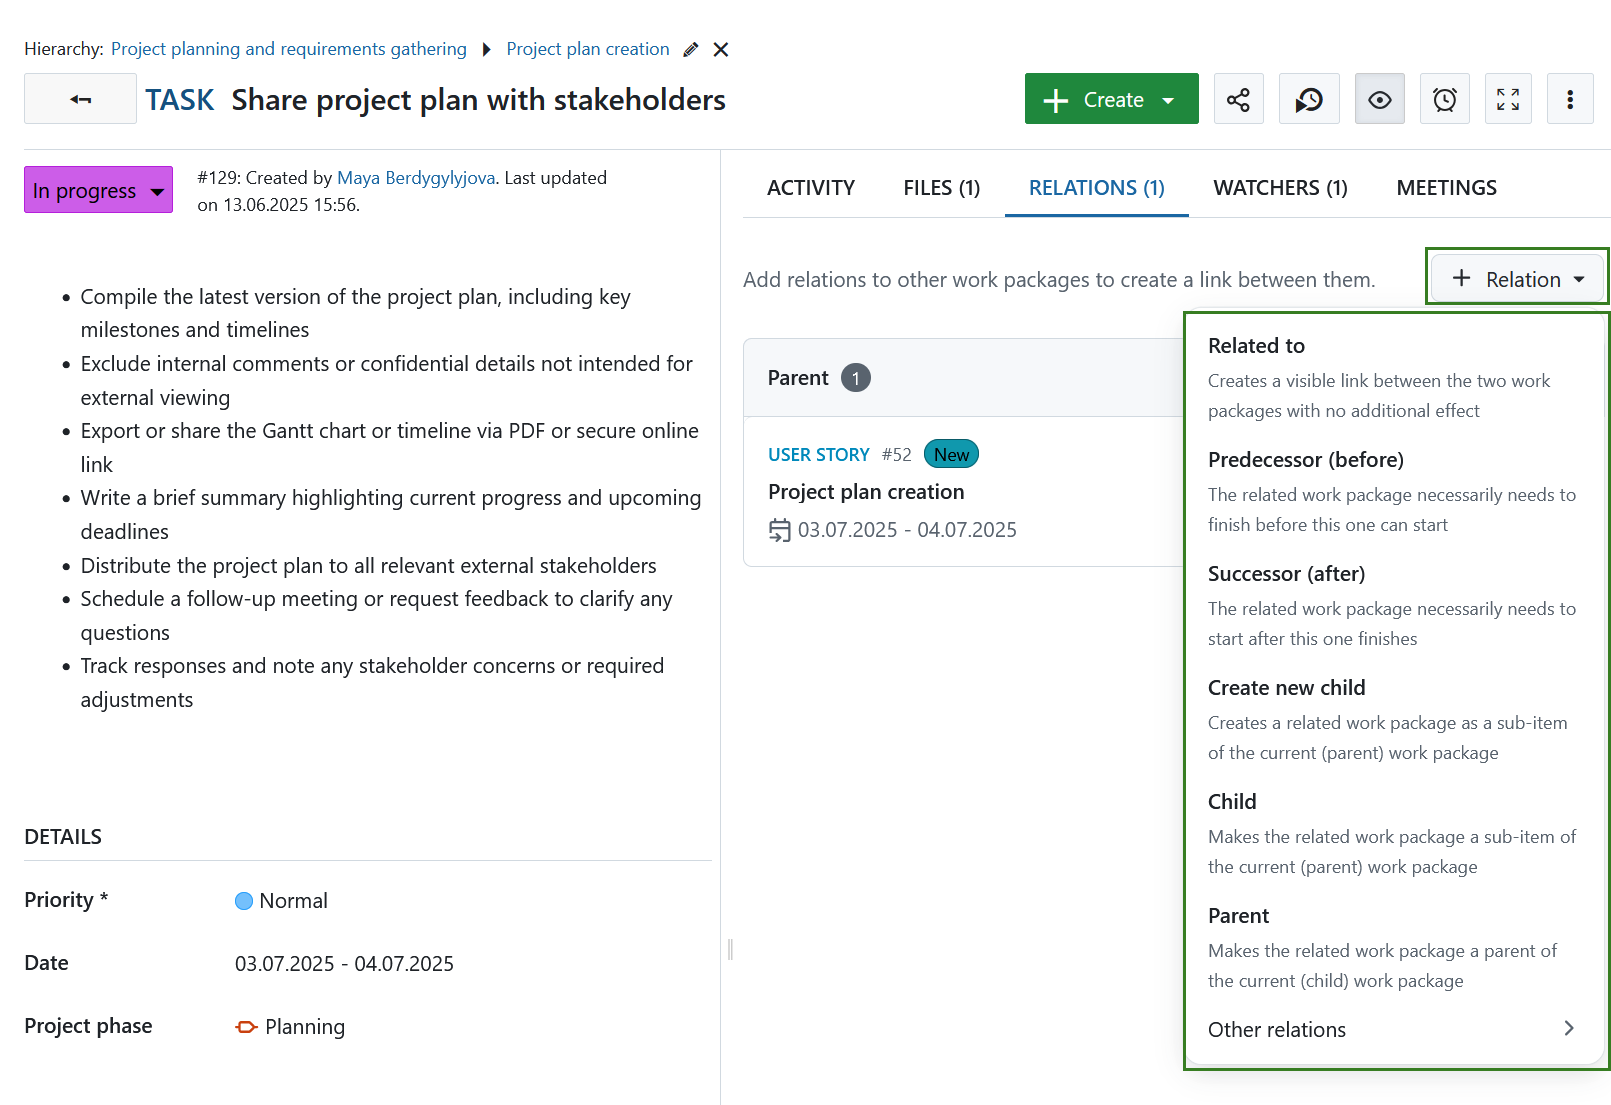 Hierarchy: Project planning and requirements gathering Project plan creation
TASK Share project plan with stakeholders
Create
In progress
#129: Created by Maya Berdygylyjova. Last updated
on 13.06.2025 15:56.
Compile the latest version of the project plan, including key
milestones and timelines
Exclude internal comments or confidential details not intended for
external viewing
Export or share the Gantt chart or timeline via PDF or secure online
link
Write a brief summary highlighting current progress and upcoming
deadlines
Distribute the project plan to all relevant external stakeholders
Schedule a follow-up meeting or request feedback to clarify any
questions
Track responses and note any stakeholder concerns or required
adjustments
DETAILS
Priority * Normal
Date 03.07.2025 - 04.07.2025
Project phase Planning
ACTIVITY FILES (1) RELATIONS (1) WATCHERS (1) MEETINGS
Add relations to other work packages to create a link between them.
+ Relation
Parent 1
USER STORY #52 New
Project plan creation
03.07.2025 - 04.07.2025
Related to
Creates a visible link between the two work
packages with no additional effect
Predecessor (before)
The related work package necessarily needs to
finish before this one can start
Successor (after)
The related work package necessarily needs to
start after this one finishes
Create new child
Creates a related work package as a sub-item
of the current (parent) work package
Child
Makes the related work package a sub-item of
the current (parent) work package
Parent
Makes the related work package a parent of
the current (child) work package
Other relations